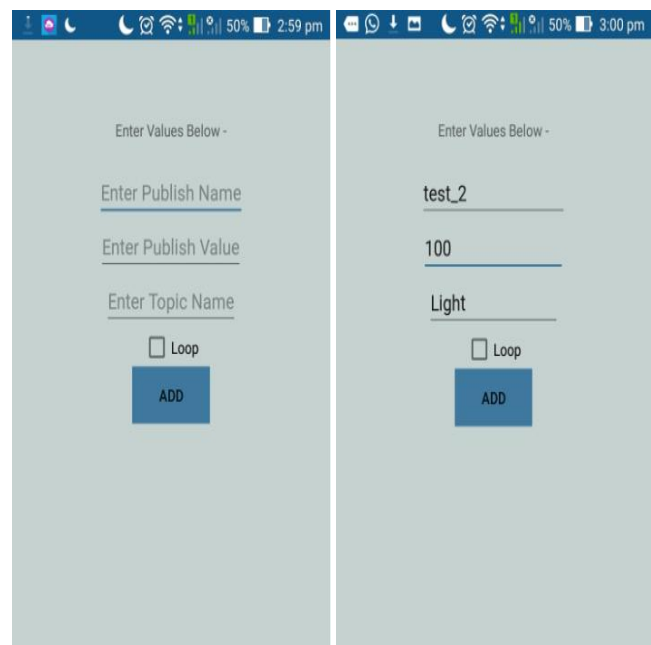 50% 2:59 pm
Enter Values Below -
Enter Publish Name
Enter Publish Value
Enter Topic Name
Loop
ADD
50% 3:00 pm
Enter Values Below -
test_2
100
Light
Loop
ADD